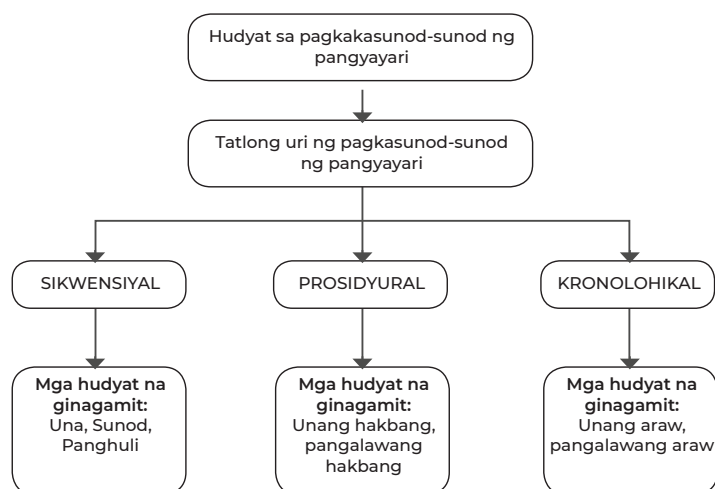 Hudyat sa pagkakasunod-sunod ng
pangyayari
Tatlong uri ng pagkasunod-sunod
ng pangyayari
SIKWENSIYAL
PROSIDYURAL
KRONOLOHIKAL
Mga hudyat na
ginagamit:
Una, Sunod,
Panghuli
Mga hudyat na
ginagamit:
Unang hakbang,
pangalawang
hakbang
Mga hudyat na
ginagamit:
Unang araw,
pangalawang araw